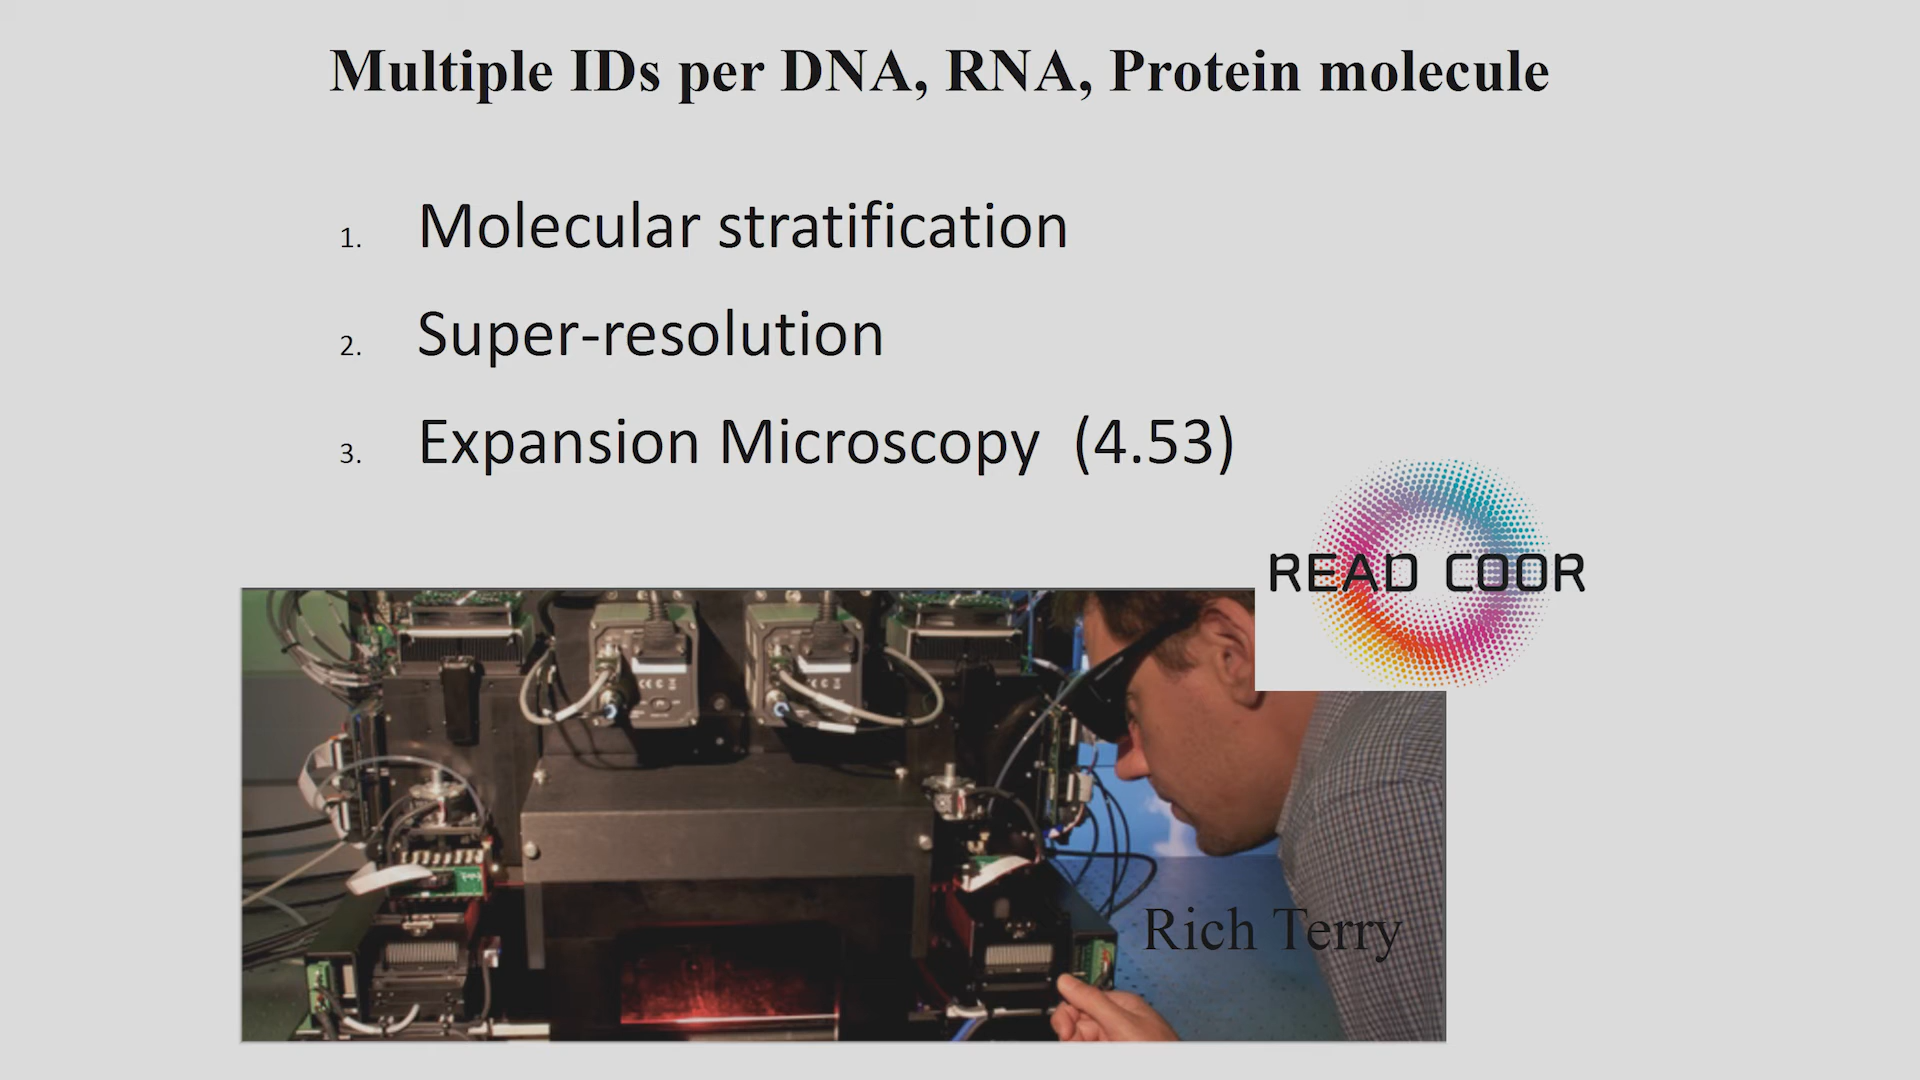 Multiple IDs per DNA, RNA, Protein molecule
1. Molecular stratification
2. Super-resolution
3. Expansion Microscopy (4.53)
READ COOR
Rich Terry